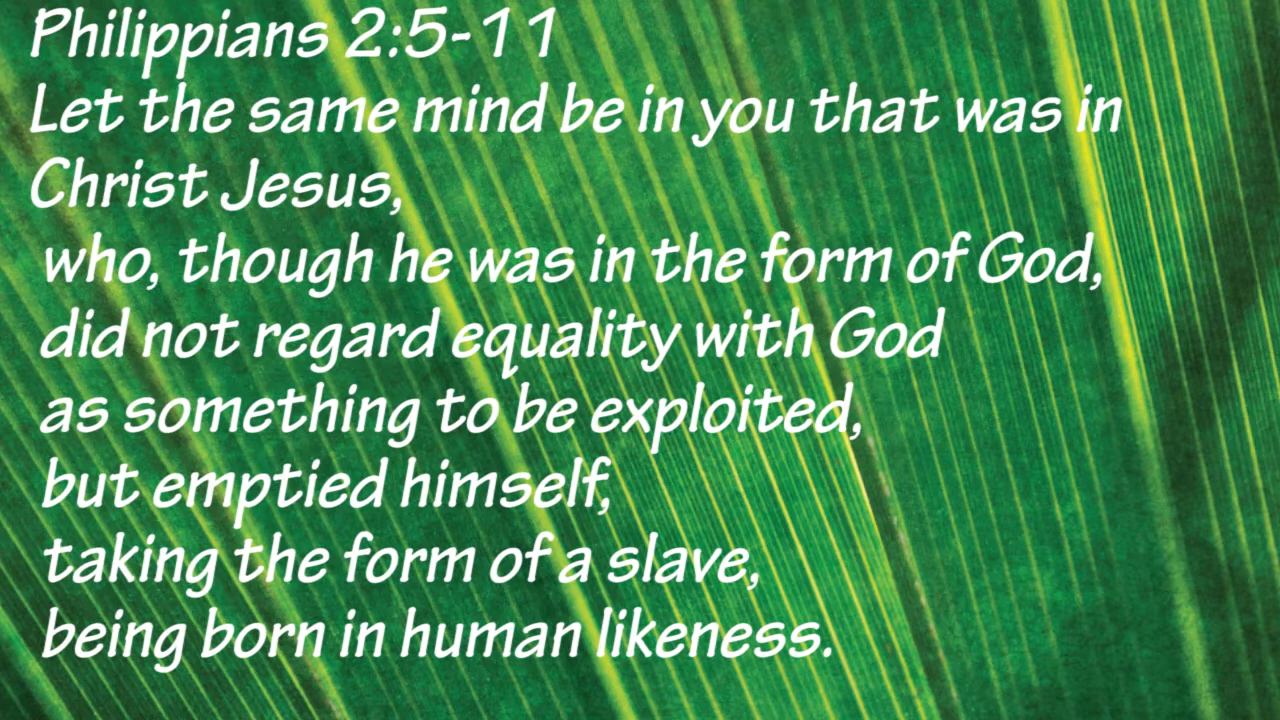 Philippians 2:5-11
Let the same mind be in you that was in
Christ Jesus,
who, though he was in the form of God,
did not regard equality with God
as something to be exploited,
but emptied himself,
taking the form of a slave,
being born in human likeness.